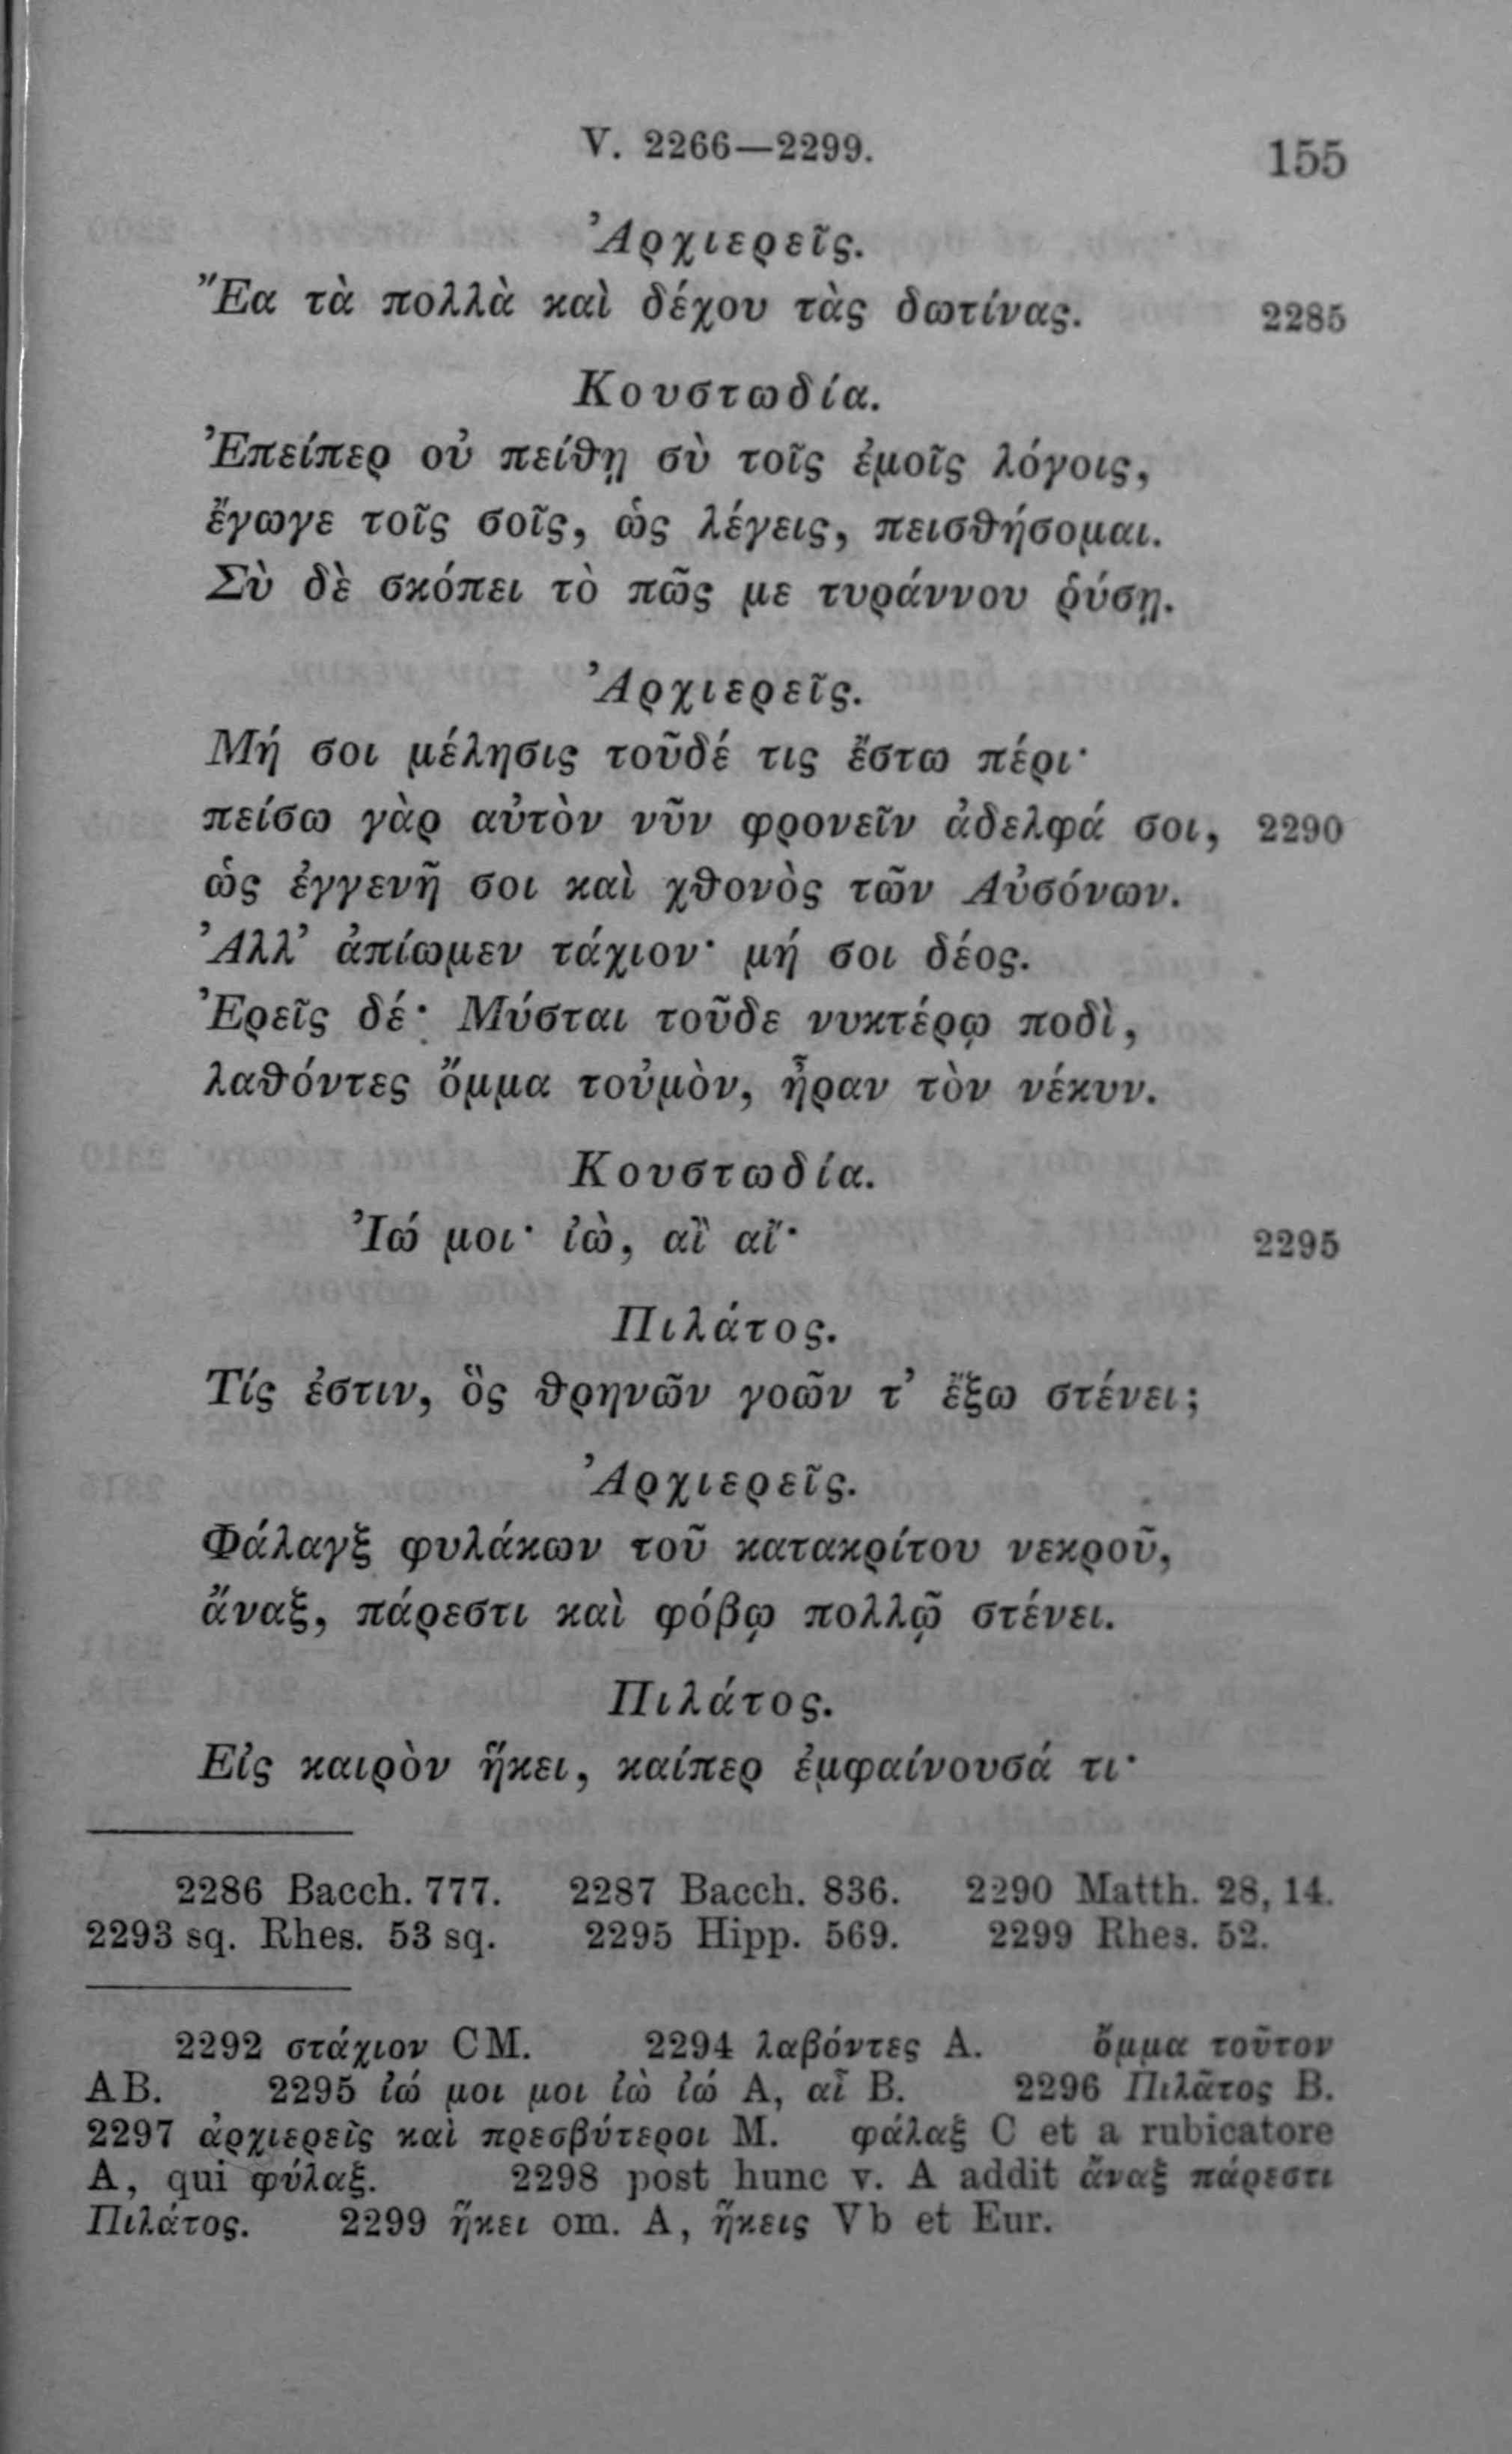 V. 2266—2299. 155
Ἀρχιερεῖς.
Ἔα τὰ πολλὰ καὶ δέχου τὰς δωτίνας. 2285
Κουστωδία.
Ἐπείπερ οὐ πείθῃ σὺ τοῖς ἐμοῖς λόγοις,
ἔγωγε τοῖς σοῖς, ὡς λέγεις, πεισθήσομαι.
Σὺ δὲ σκόπει τὸ πῶς με τυράννου ῥύσῃ.
Ἀρχιερεῖς.
Μή σοι μέλησις τοῦδέ τις ἔστω πέρι·
πείσω γὰρ αὐτὸν νῦν φρονεῖν ἀδελφά σοι, 2290
ὡς ἐγγενῆ σοι καὶ χθονὸς τῶν Αὐσόνων.
Ἀλλ’ ἀπίωμεν τάχιον· μή σοι δέος.
Ἐρεῖς δέ· Μύσται τοῦδε νυκτέρῳ ποδὶ,
λαθόντες ὄμμα τοὐμὸν, ἦραν τὸν νέκυν.
Κουστωδία.
Ἰώ μοι· ἰὼ, αἲ αἴ· 2295
Πιλάτος.
Τίς ἐστιν, ὃς θρηνῶν γοῶν τ’ ἔξω στένει;
Ἀρχιερεῖς.
Φάλαγξ φυλάκων τοῦ κατακρίτου νεκροῦ,
ἄναξ, πάρεστι καὶ φόβῳ πολλῷ στένει.
Πιλάτος.
Εἰς καιρὸν ἥκει, καίπερ ἐμφαίνουσά τι·
2286 Bacch. 777. 2287 Bacch. 836. 2290 Matth. 28, 14.
2293 sq. Rhes. 53 sq. 2295 Hipp. 569. 2299 Rhes. 52.
2292 στάχιον CM. 2294 λαβόντες A. ὄμμα τοῦτον
AB. 2295 ἰώ μοι μοι ἰὼ ἰώ A, αἶ B. 2296 Πιλᾶτος B.
2297 ἀρχιερεῖς καὶ πρεσβύτεροι M. φάλαξ C et a rubicatore
A, qui φύλαξ. 2298 post hunc v. A addit ἄναξ πάρεστι
Πιλάτος. 2299 ἥκει om. A, ἥκεις Vb et Eur.